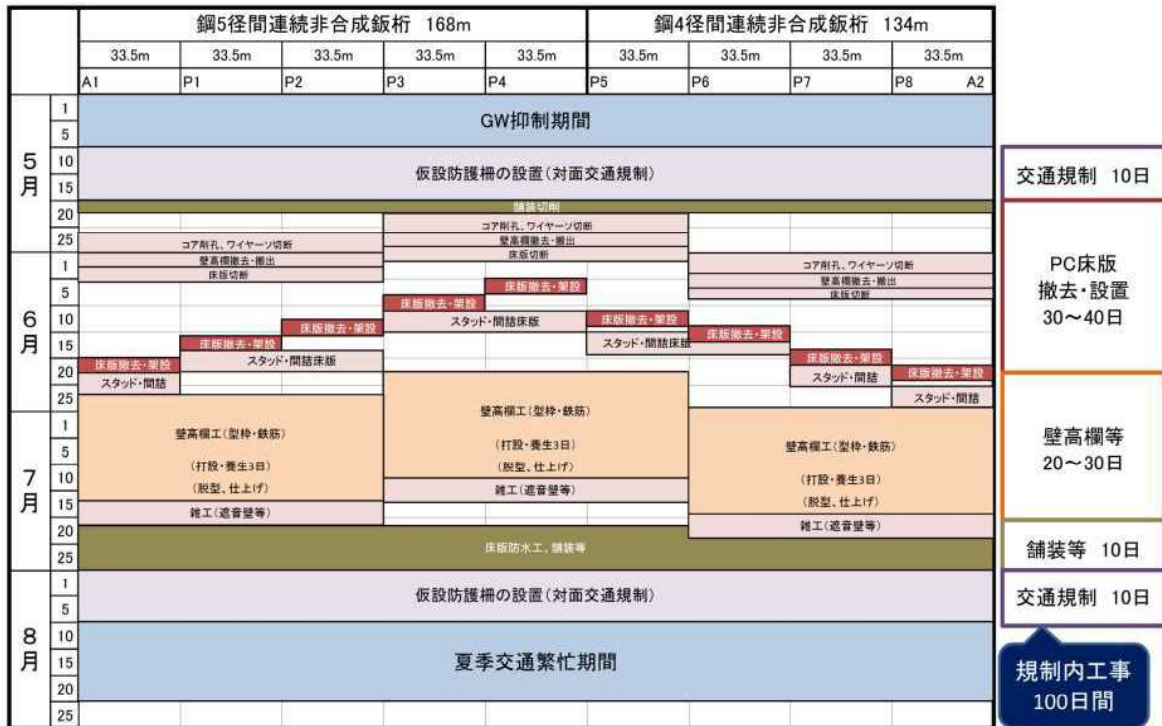 鋼5径間連続非合成鈑桁 168m
鋼4径間連続非合成鈑桁 134m
33.5m 33.5m 33.5m 33.5m 33.5m 33.5m 33.5m 33.5m 33.5m
A1 P1 P2 P3 P4 P5 P6 P7 P8 A2
5月
1
5
10
15
20
25
GW抑制期間
仮設防護柵の設置(対面交通規制)
舗装切削
コア削孔、ワイヤーソ切断
壁高欄撤去・搬出
床版切断
コア削孔、ワイヤーソ切断
6月
1
5
10
15
20
25
壁高欄撤去・搬出
床版切断
コア削孔、ワイヤーソ切断
壁高欄撤去・搬出
床版切断
床版撤去・架設
床版撤去・架設
スタッド・間詰床版
床版撤去・架設
床版撤去・架設
床版撤去・架設
床版撤去・架設
スタッド・間詰床版
スタッド・間詰床版
床版撤去・架設
床版撤去・架設
床版撤去・架設
スタッド・間詰
スタッド・間詰
スタッド・間詰
7月
1
5
10
15
20
25
壁高欄工(型枠・鉄筋)
(打設・養生3日)
(脱型、仕上げ)
雑工(遮音壁等)
壁高欄工(型枠・鉄筋)
(打設・養生3日)
(脱型、仕上げ)
雑工(遮音壁等)
壁高欄工(型枠・鉄筋)
(打設・養生3日)
(脱型、仕上げ)
雑工(遮音壁等)
床版防水工、舗装等
8月
1
5
10
15
20
25
仮設防護柵の設置(対面交通規制)
夏季交通繁忙期間
交通規制 10日
PC床版
撤去・設置
30～40日
壁高欄等
20～30日
舗装等 10日
交通規制 10日
規制内工事
100日間